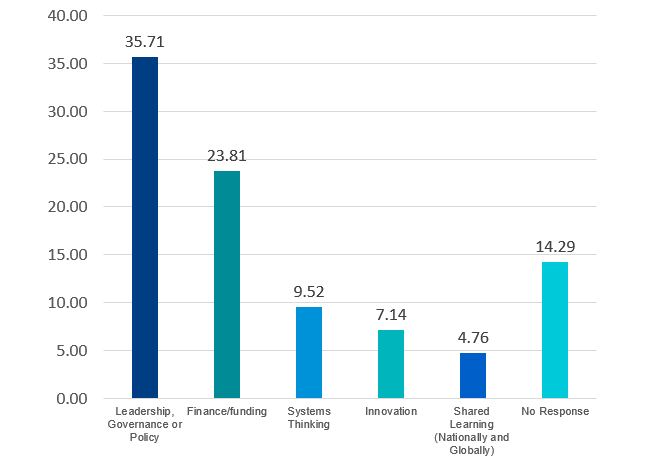 40.00
35.00
30.00
25.00
20.00
15.00
10.00
5.00
0.00
35.71
23.81
9.52
7.14
4.76
14.29
Leadership,
Governance or
Policy
Finance/funding
Systems
Thinking
Innovation
Shared
Learning
(Nationally and
Globally)
No Response